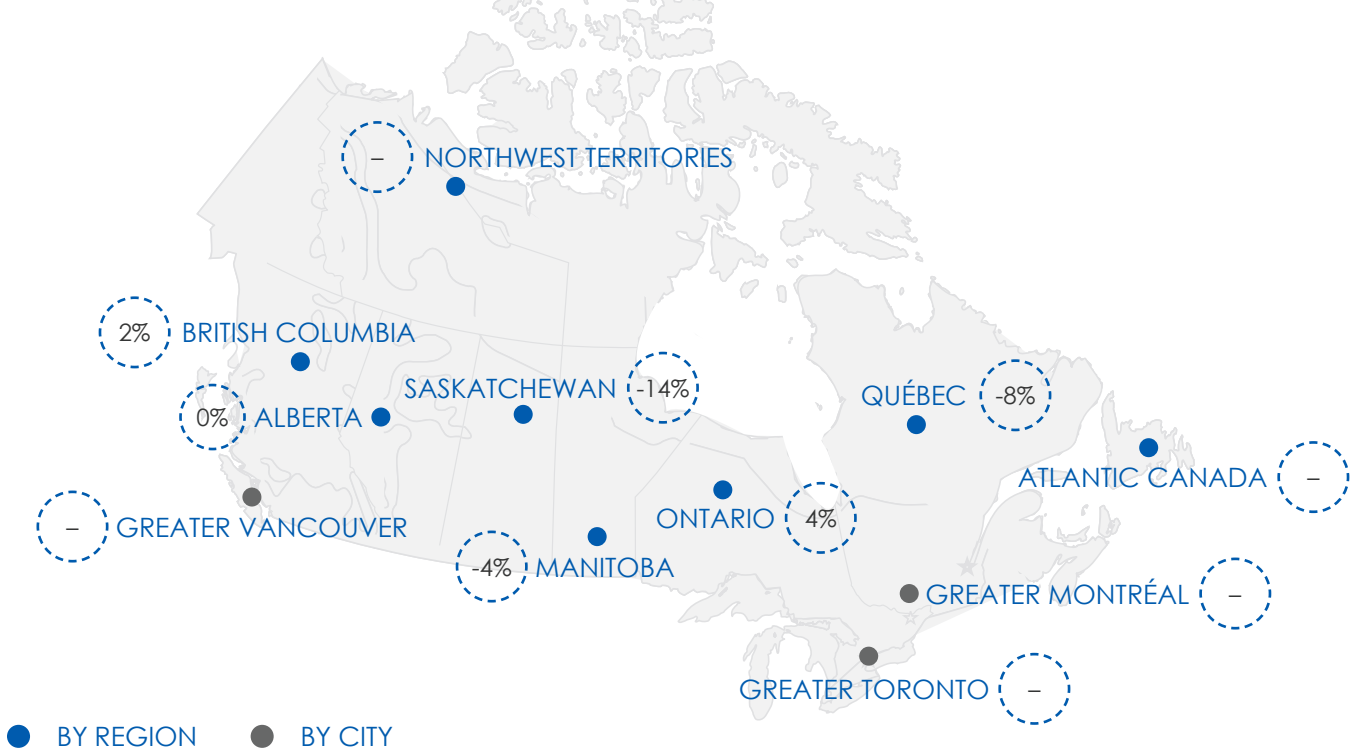 – NORTHWEST TERRITORIES
2% BRITISH COLUMBIA
SASKATCHEWAN -14%
QUÉBEC -8%
0% ALBERTA
ATLANTIC CANADA –
ONTARIO 4%
– GREATER VANCOUVER
-4% MANITOBA
GREATER MONTRÉAL –
GREATER TORONTO –
BY REGION BY CITY